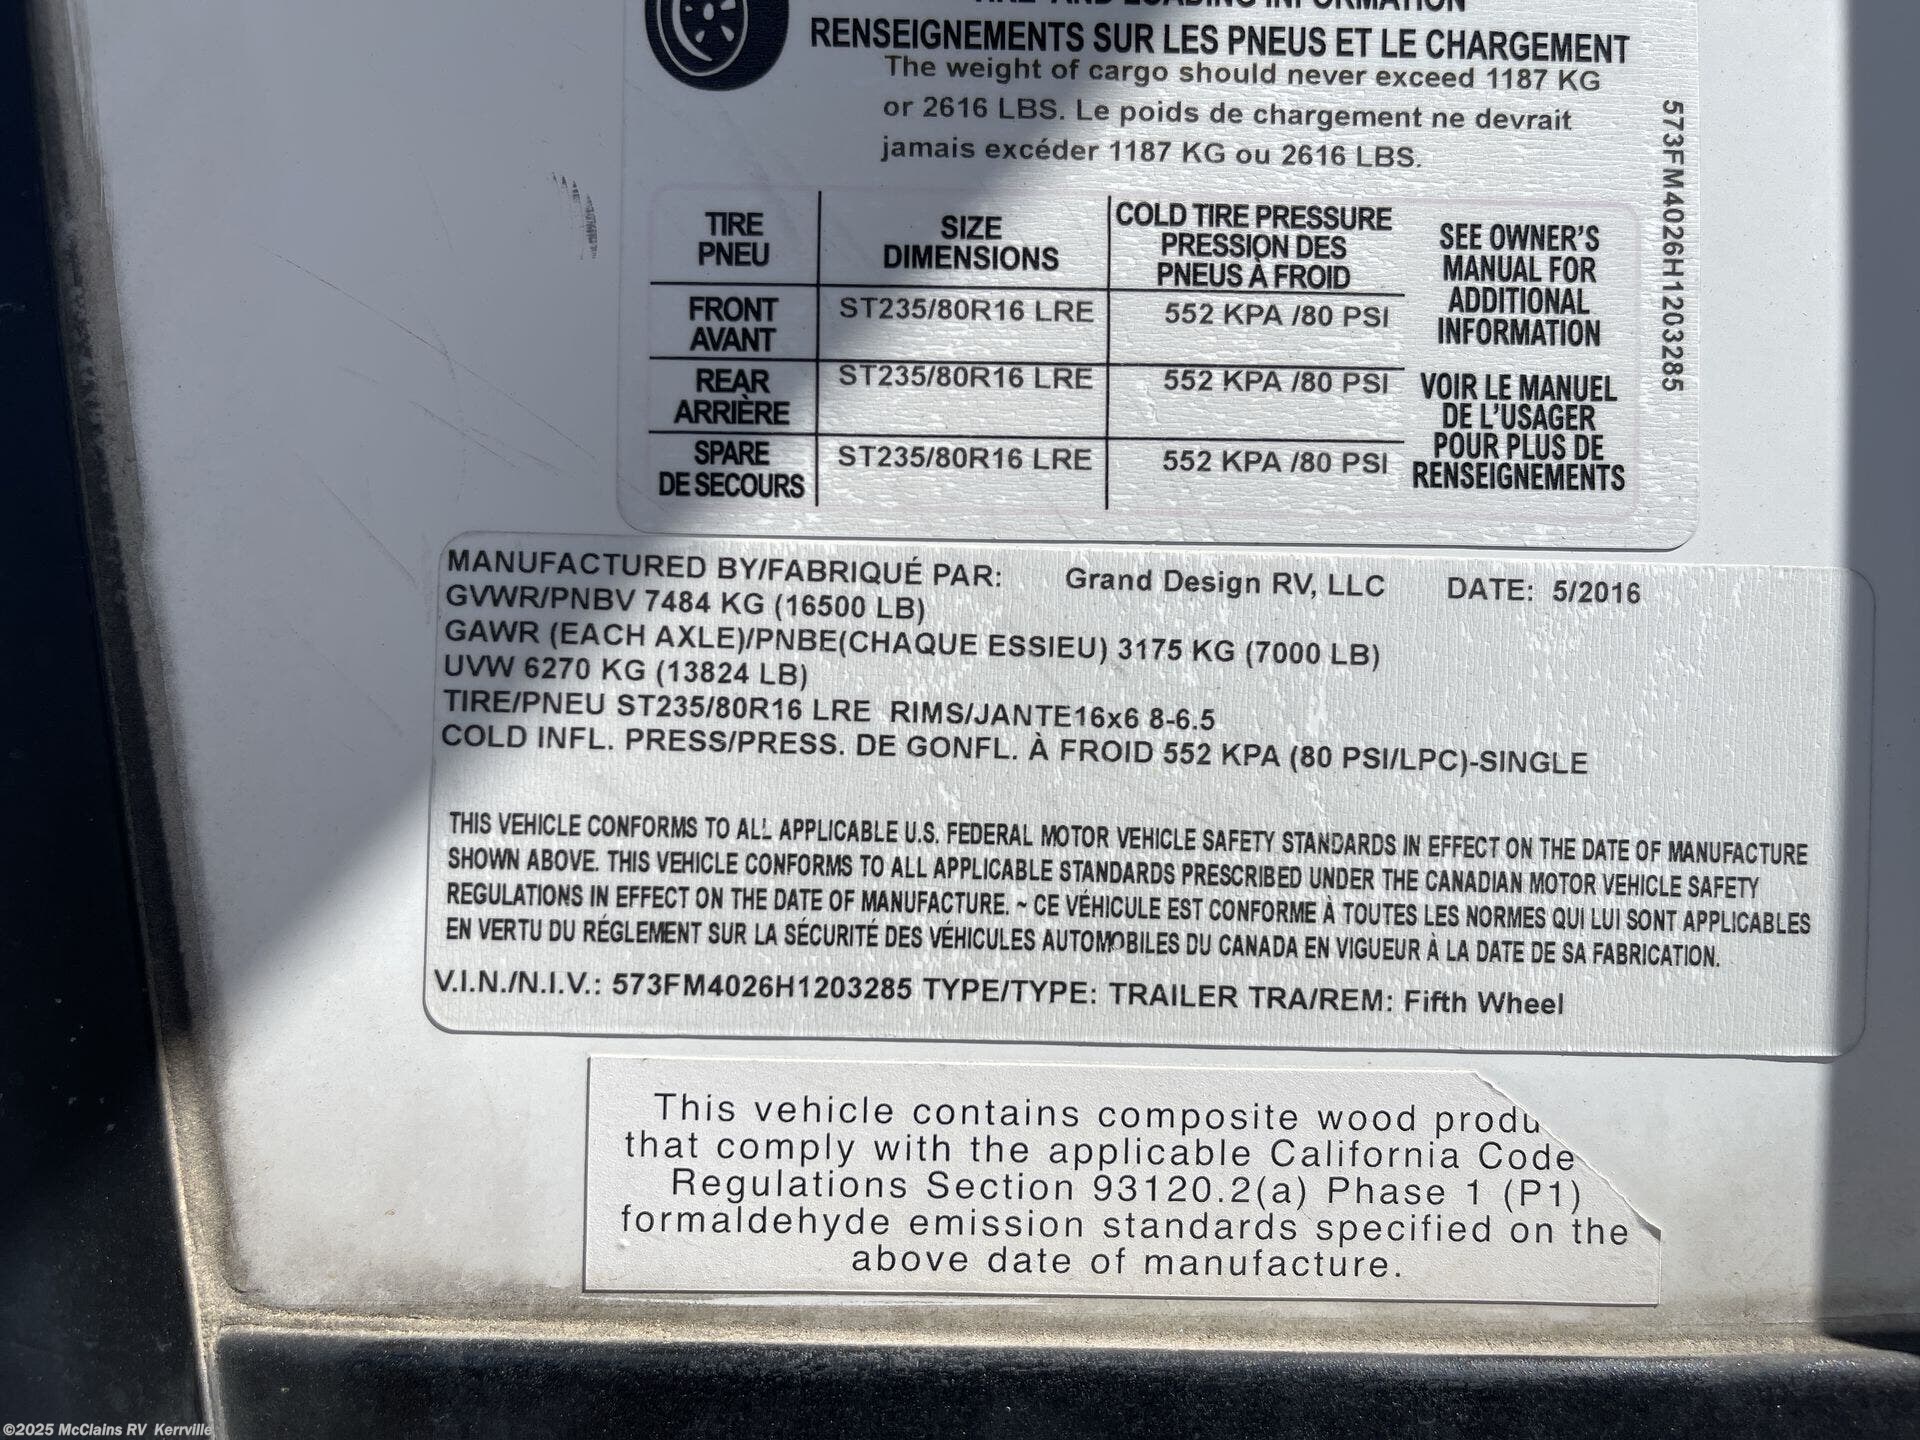 TIRE AND LOADING INFORMATION
RENSEIGNEMENTS SUR LES PNEUS ET LE CHARGEMENT
The weight of cargo should never exceed 1187 KG
or 2616 LBS. Le poids de chargement ne devrait
jamais excéder 1187 KG ou 2616 LBS.
573FM4026H1203285
TIRE
PNEU
SIZE
DIMENSIONS
COLD TIRE PRESSURE
PRESSION DES
PNEUS À FROID
FRONT
AVANT
ST235/80R16 LRE
552 KPA /80 PSI
REAR
ARRIÈRE
ST235/80R16 LRE
552 KPA /80 PSI
SPARE
DE SECOURS
ST235/80R16 LRE
552 KPA /80 PSI
SEE OWNER'S
MANUAL FOR
ADDITIONAL
INFORMATION
VOIR LE MANUEL
DE L'USAGER
POUR PLUS DE
RENSEIGNEMENTS
MANUFACTURED BY/FABRIQUÉ PAR: Grand Design RV, LLC DATE: 5/2016
GVWR/PNBV 7484 KG (16500 LB)
GAWR (EACH AXLE)/PNBE(CHAQUE ESSIEU) 3175 KG (7000 LB)
UVW 6270 KG (13824 LB)
TIRE/PNEU ST235/80R16 LRE RIMS/JANTE16x6 8-6.5
COLD INFL. PRESS/PRESS. DE GONFL. À FROID 552 KPA (80 PSI/LPC)-SINGLE
THIS VEHICLE CONFORMS TO ALL APPLICABLE U.S. FEDERAL MOTOR VEHICLE SAFETY STANDARDS IN EFFECT ON THE DATE OF MANUFACTURE
SHOWN ABOVE. THIS VEHICLE CONFORMS TO ALL APPLICABLE STANDARDS PRESCRIBED UNDER THE CANADIAN MOTOR VEHICLE SAFETY
REGULATIONS IN EFFECT ON THE DATE OF MANUFACTURE. ~ CE VÉHICULE EST CONFORME À TOUTES LES NORMES QUI LUI SONT APPLICABLES
EN VERTU DU RÉGLEMENT SUR LA SÉCURITÉ DES VÉHICULES AUTOMOBILES DU CANADA EN VIGUEUR À LA DATE DE SA FABRICATION.
V.I.N./N.I.V.: 573FM4026H1203285 TYPE/TYPE: TRAILER TRA/REM: Fifth Wheel
This vehicle contains composite wood produ
that comply with the applicable California Code
Regulations Section 93120.2(a) Phase 1 (P1)
formaldehyde emission standards specified on the
above date of manufacture.
©2025 McClains RV Kerrville